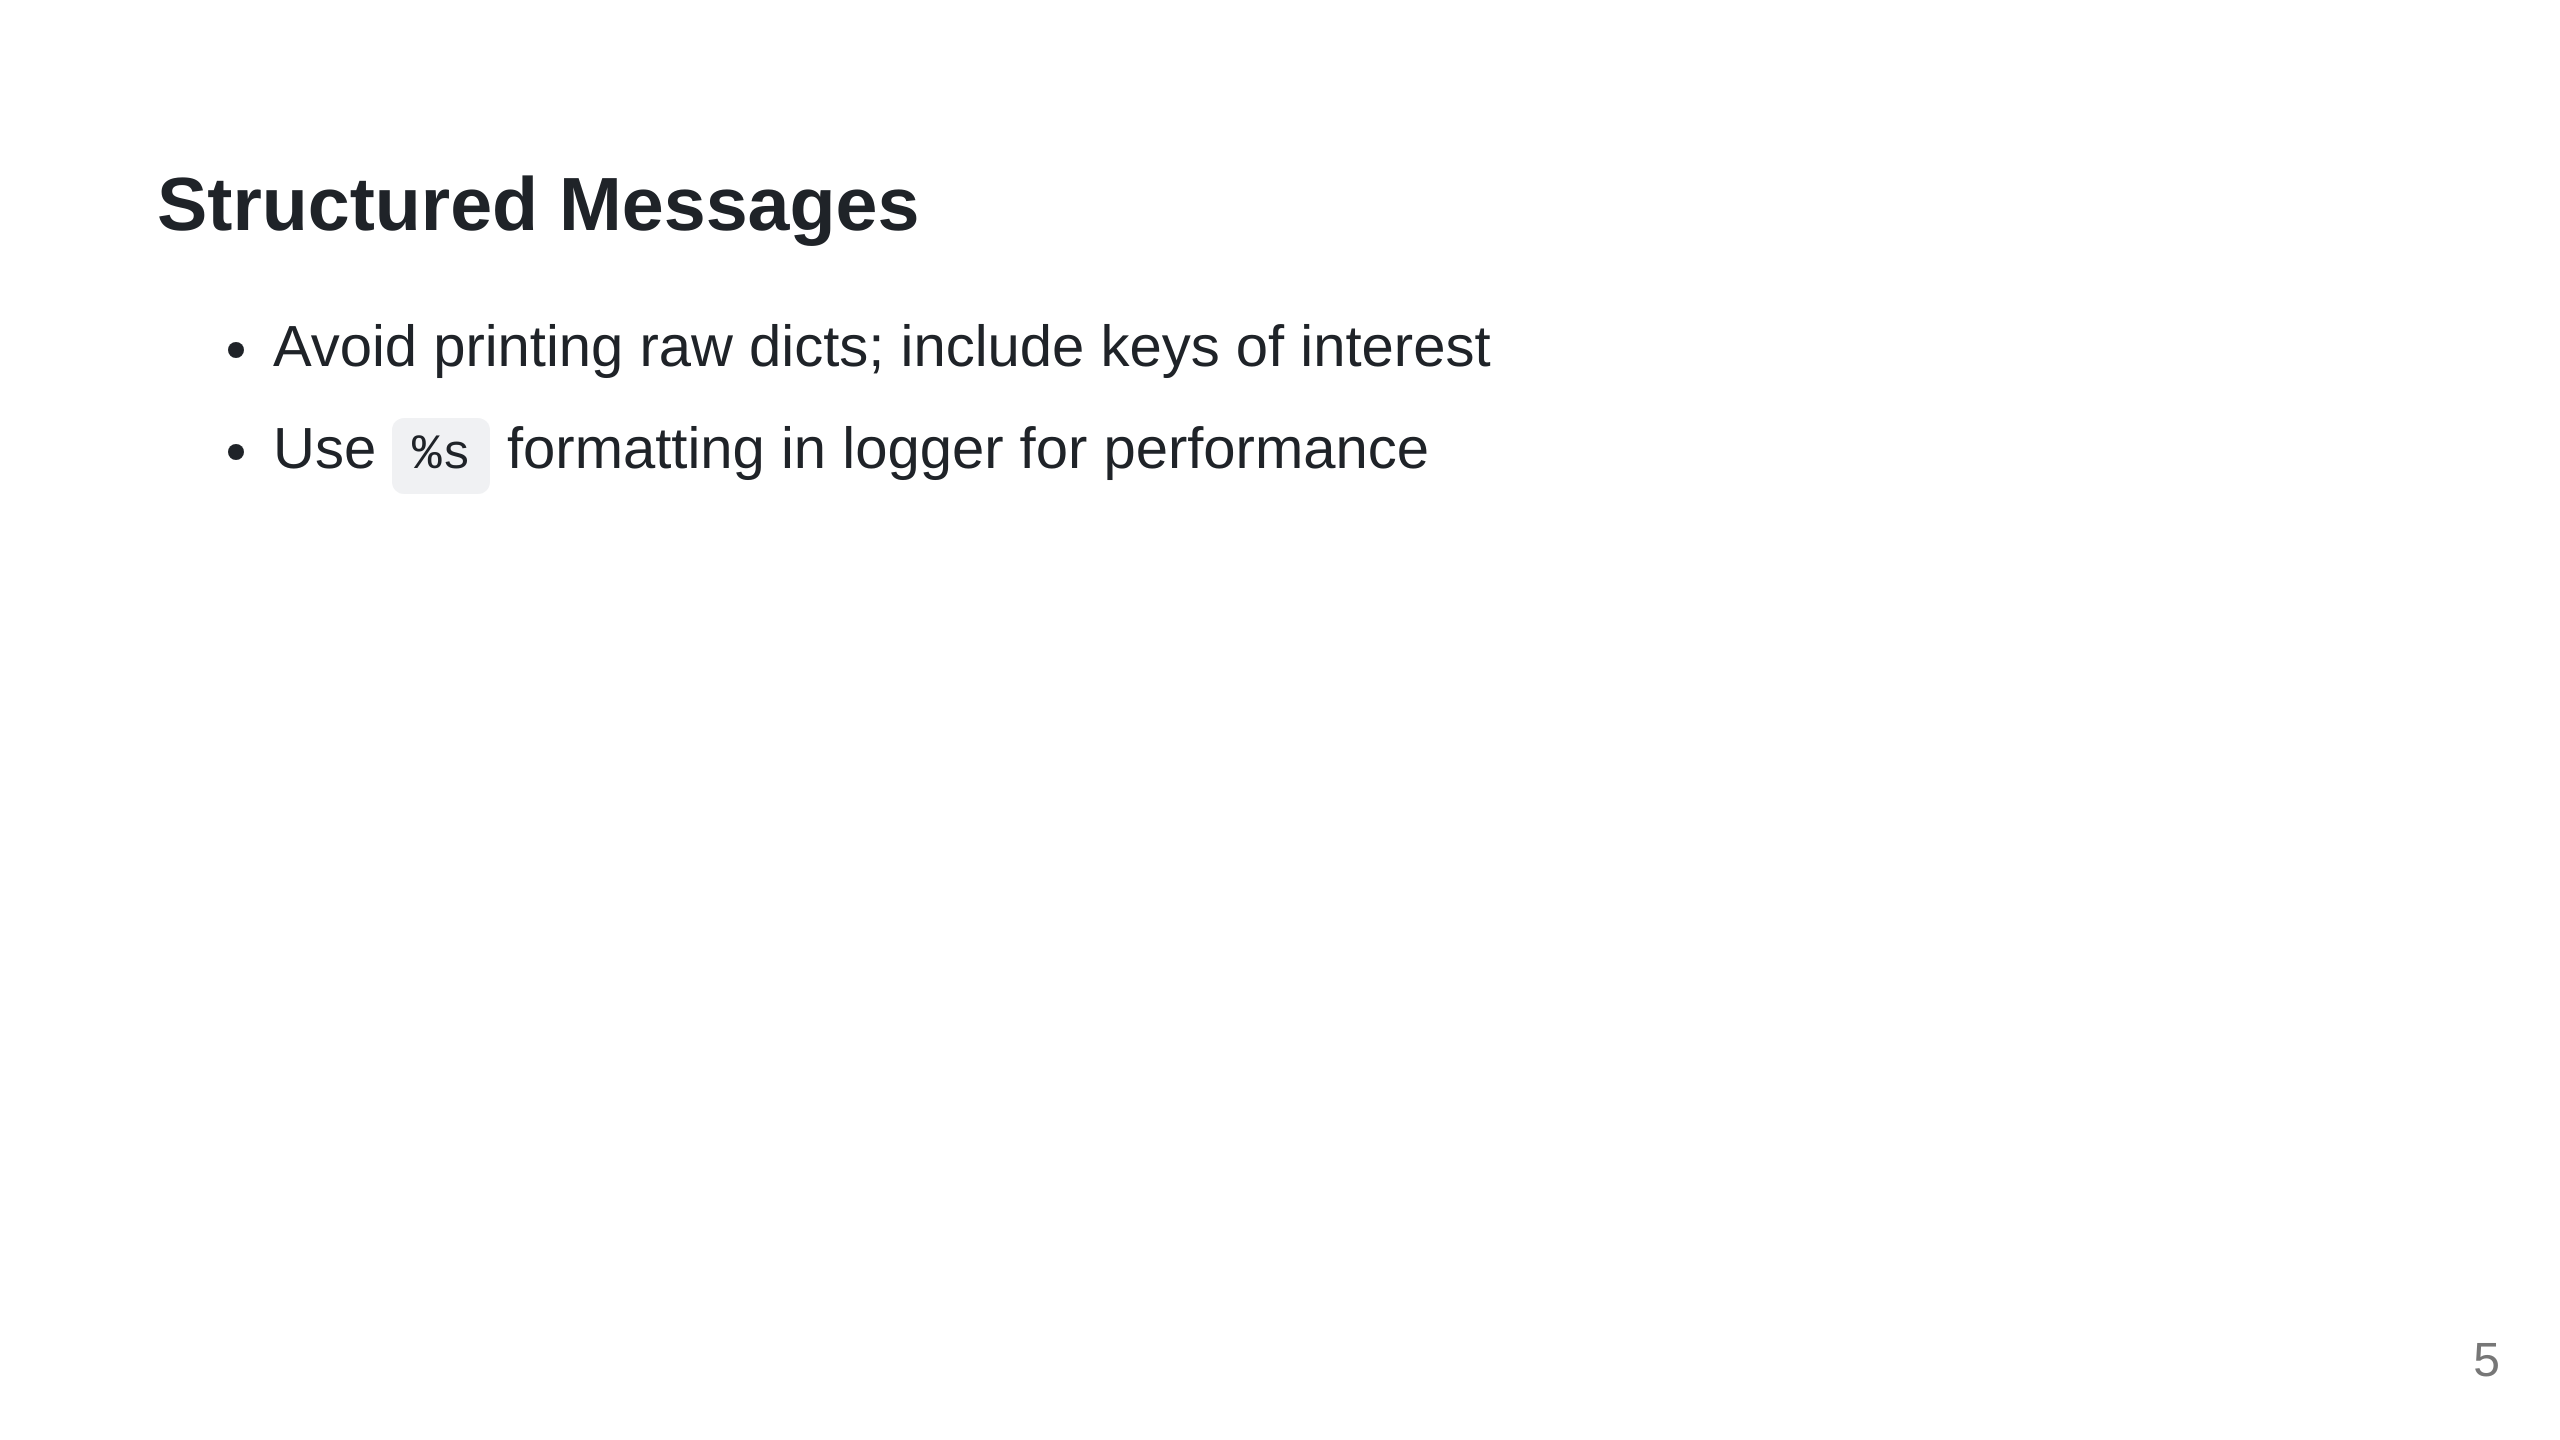 Structured Messages
• Avoid printing raw dicts; include keys of interest
• Use %s formatting in logger for performance
5